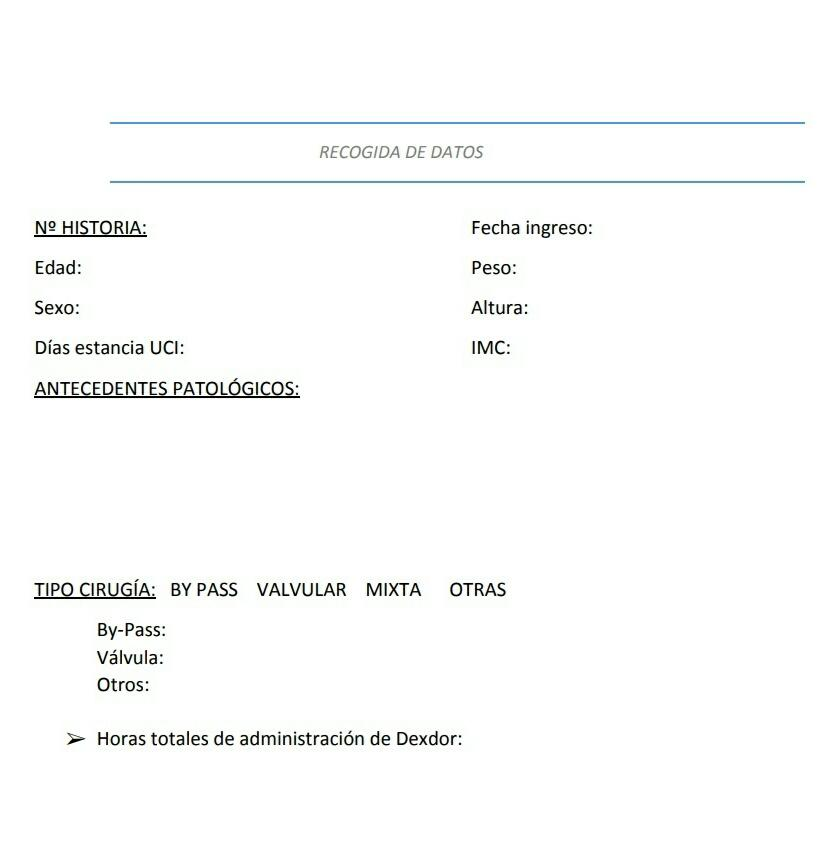 RECOGIDA DE DATOS
Nº HISTORIA: Fecha ingreso:
Edad: Peso:
Sexo: Altura:
Días estancia UCI: IMC:
ANTECEDENTES PATOLÓGICOS:
TIPO CIRUGÍA: BY PASS VALVULAR MIXTA OTRAS
By-Pass:
Válvula:
Otros:
➢ Horas totales de administración de Dexdor: